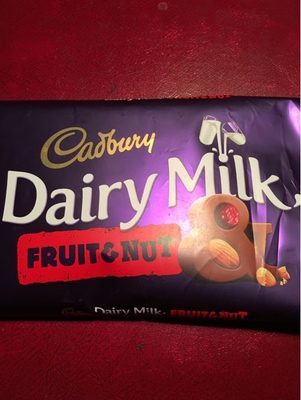 Cadbury
Dairy Milk
FRUIT & NUT
Dairy Milk. FRUIT & NUT